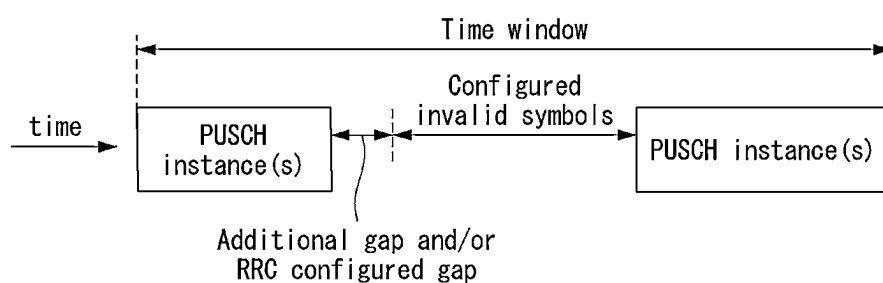 Time window
Configured
invalid symbols
time
PUSCH
instance(s)
PUSCH instance(s)
Additional gap and/or
RRC configured gap